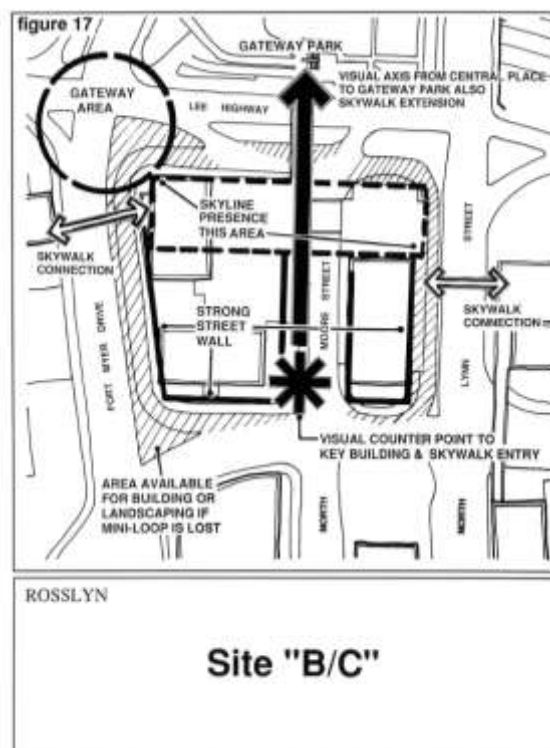 figure 17
GATEWAY PARK
VISUAL AXIS FROM CENTRAL PLACE
TO GATEWAY PARK ALSO
SKYWALK EXTENSION
GATEWAY
AREA
LEE HIGHWAY
SKYLINE
PRESENCE
THIS AREA
STREET
SKYWALK
CONNECTION
MOORE STREET
SKYWALK
CONNECTION
STRONG
STREET
WALL
FORT MYER DRIVE
LYNN
VISUAL COUNTER POINT TO
KEY BUILDING & SKYWALK ENTRY
AREA AVAILABLE
FOR BUILDING OR
LANDSCAPING IF
MINI-LOOP IS LOST
NORTH
NORTH
ROSSLYN
Site "B/C"